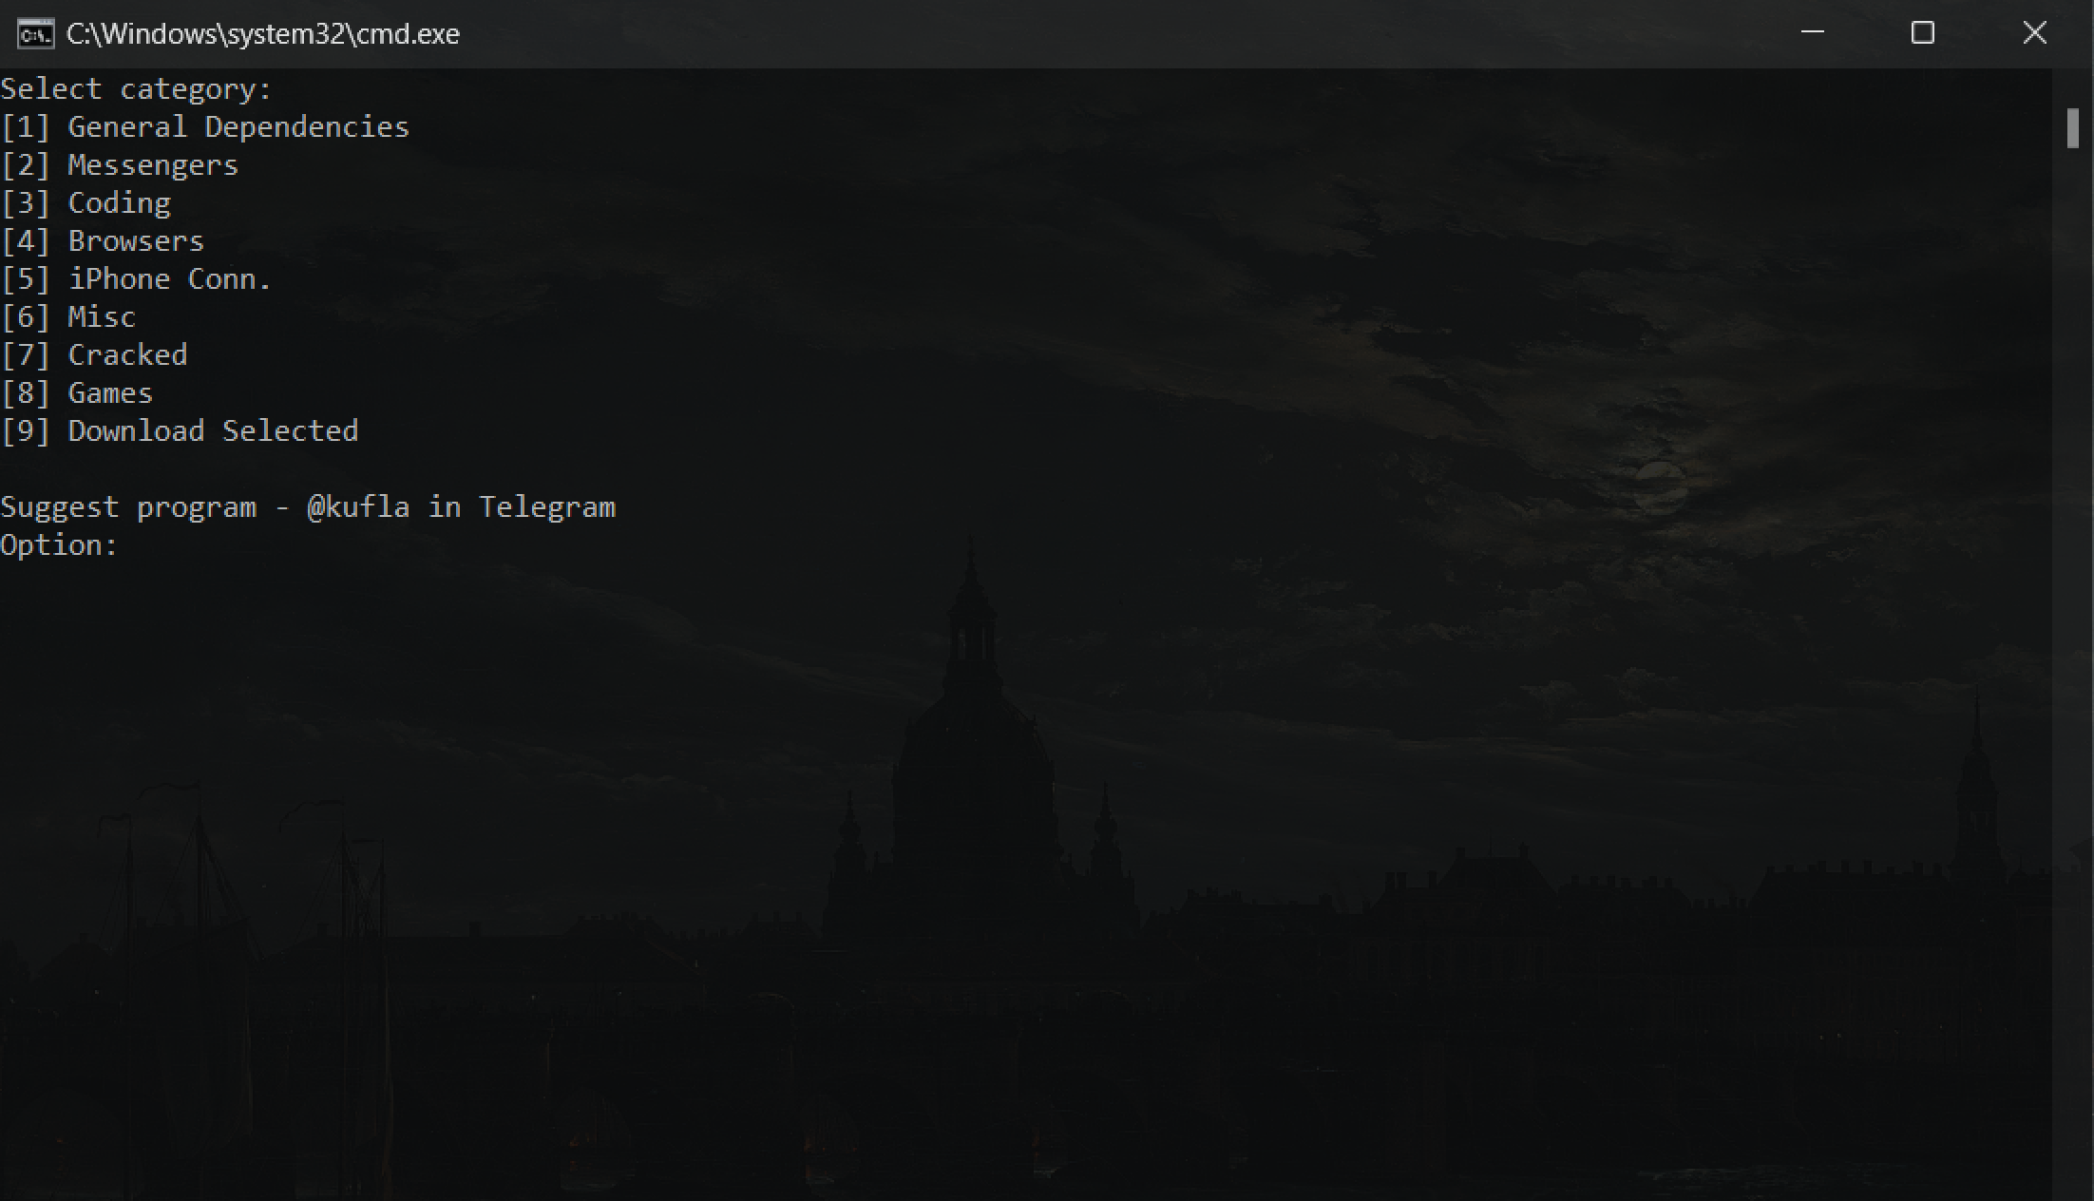 C:\Windows\system32\cmd.exe
Select category:
[1] General Dependencies
[2] Messengers
[3] Coding
[4] Browsers
[5] iPhone Conn.
[6] Misc
[7] Cracked
[8] Games
[9] Download Selected
Suggest program - @kufla in Telegram
Option: